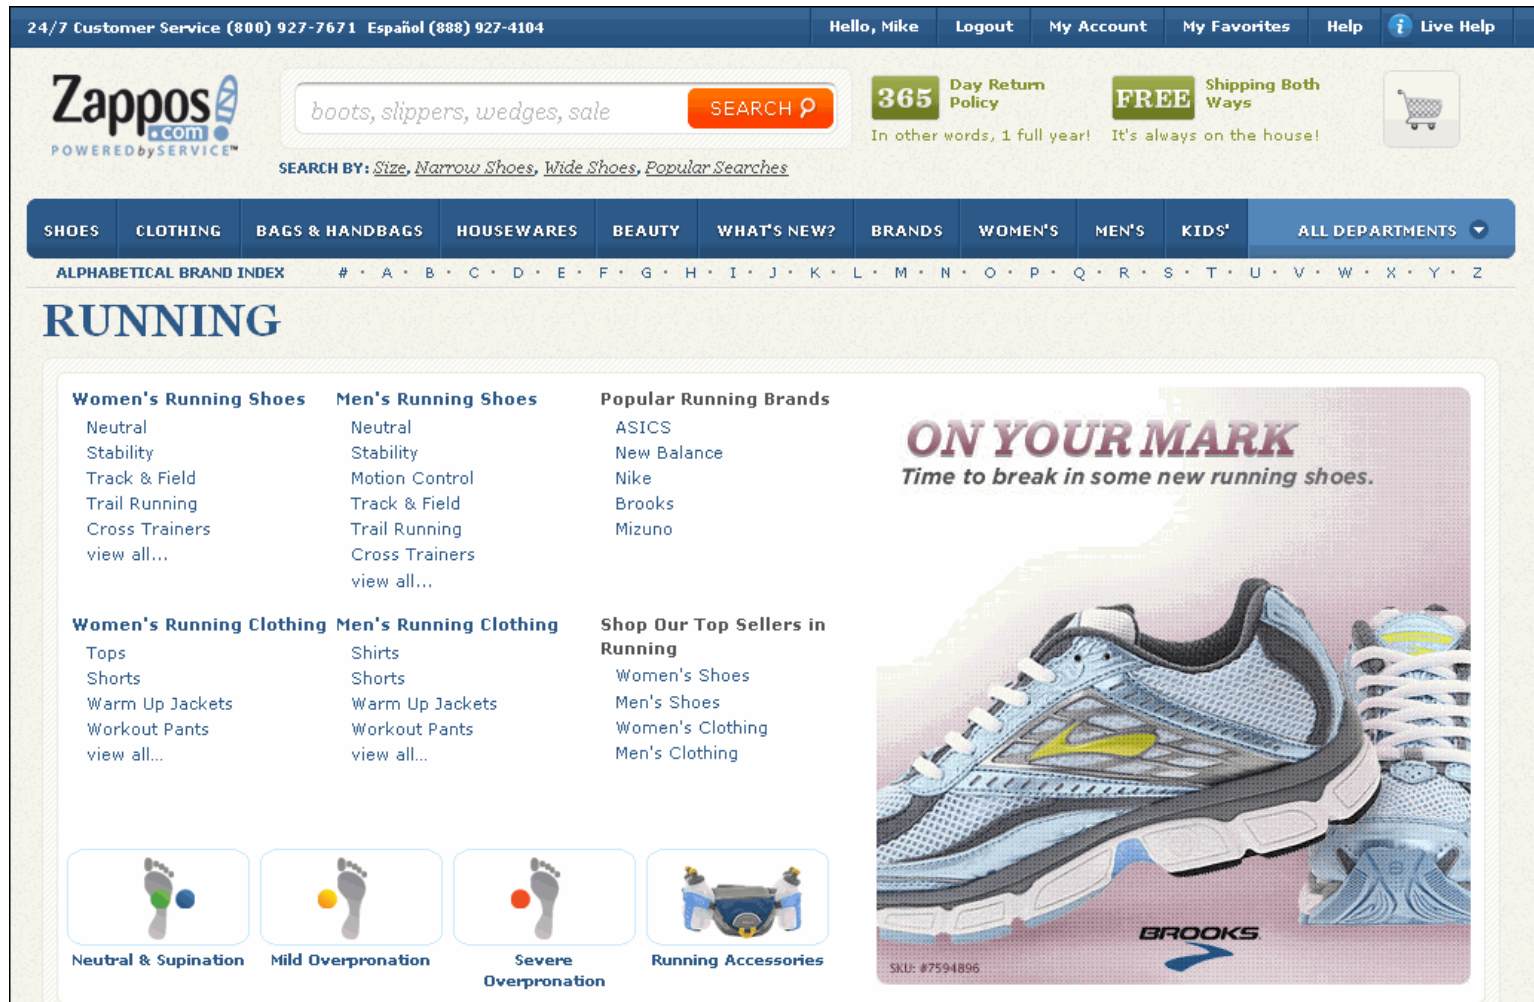 24/7 Customer Service (800) 927-7671 Español (888) 927-4104
Hello, Mike Logout My Account My Favorites Help i Live Help
Zappos
.com
POWERED by SERVICE™
boots, slippers, wedges, sale
SEARCH
SEARCH BY: Size, Narrow Shoes, Wide Shoes, Popular Searches
365 Day Return Policy
In other words, 1 full year!
FREE Shipping Both Ways
It's always on the house!
SHOES CLOTHING BAGS & HANDBAGS HOUSEWARES BEAUTY WHAT'S NEW? BRANDS WOMEN'S MEN'S KIDS' ALL DEPARTMENTS
ALPHABETICAL BRAND INDEX # · A · B · C · D · E · F · G · H · I · J · K · L · M · N · O · P · Q · R · S · T · U · V · W · X · Y · Z
RUNNING
Women's Running Shoes
Neutral
Stability
Track & Field
Trail Running
Cross Trainers
view all...
Men's Running Shoes
Neutral
Stability
Motion Control
Track & Field
Trail Running
Cross Trainers
view all...
Popular Running Brands
ASICS
New Balance
Nike
Brooks
Mizuno
Women's Running Clothing
Tops
Shorts
Warm Up Jackets
Workout Pants
view all...
Men's Running Clothing
Shirts
Shorts
Warm Up Jackets
Workout Pants
view all...
Shop Our Top Sellers in
Running
Women's Shoes
Men's Shoes
Women's Clothing
Men's Clothing
Neutral & Supination
Mild Overpronation
Severe
Overpronation
Running Accessories
ON YOUR MARK
Time to break in some new running shoes.
BROOKS
SKU: #7594896